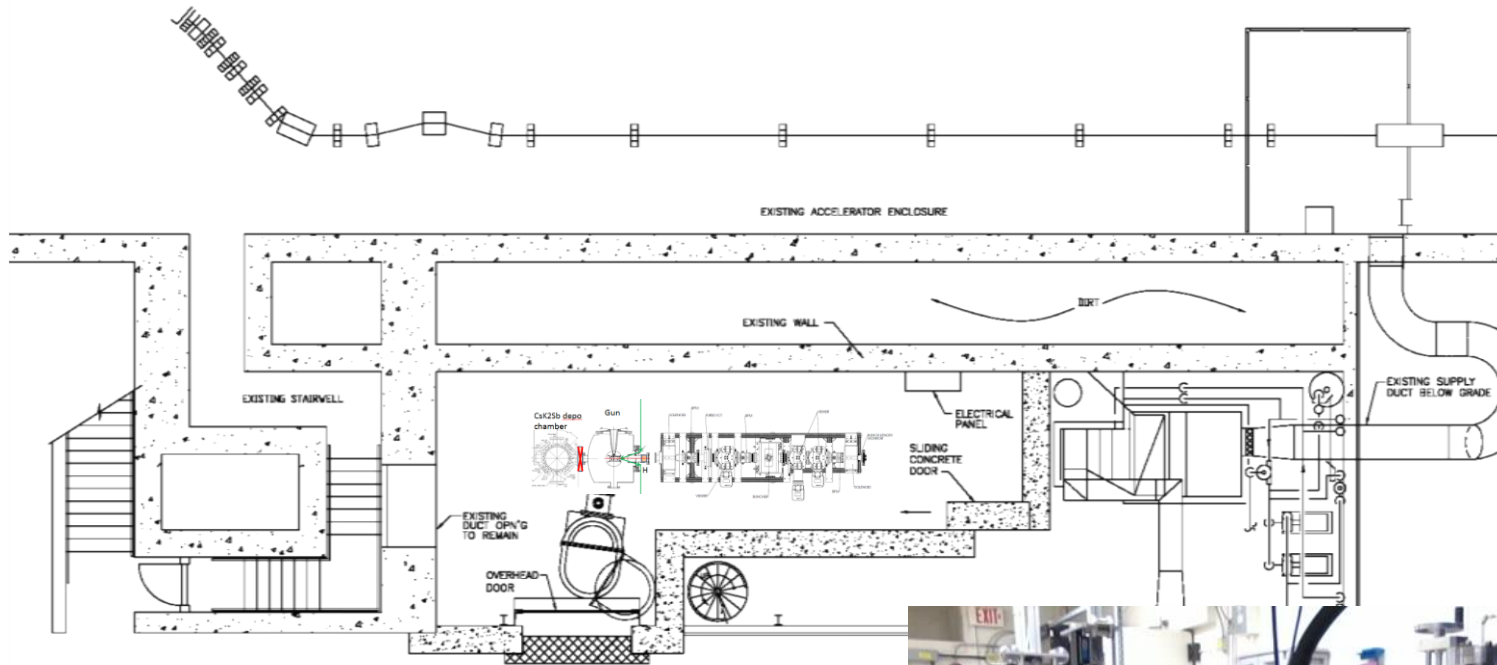 EXISTING ACCELERATOR ENCLOSURE
DIRT
EXISTING WALL
EXISTING SUPPLY
DUCT BELOW GRADE
EXISTING STAIRWELL
CsK2Sb depo
chamber
Gun
H
ELECTRICAL
PANEL
SLIDING
CONCRETE
DOOR
EXISTING
DUCT OPN'G
TO REMAIN
OVERHEAD
DOOR
EXIT